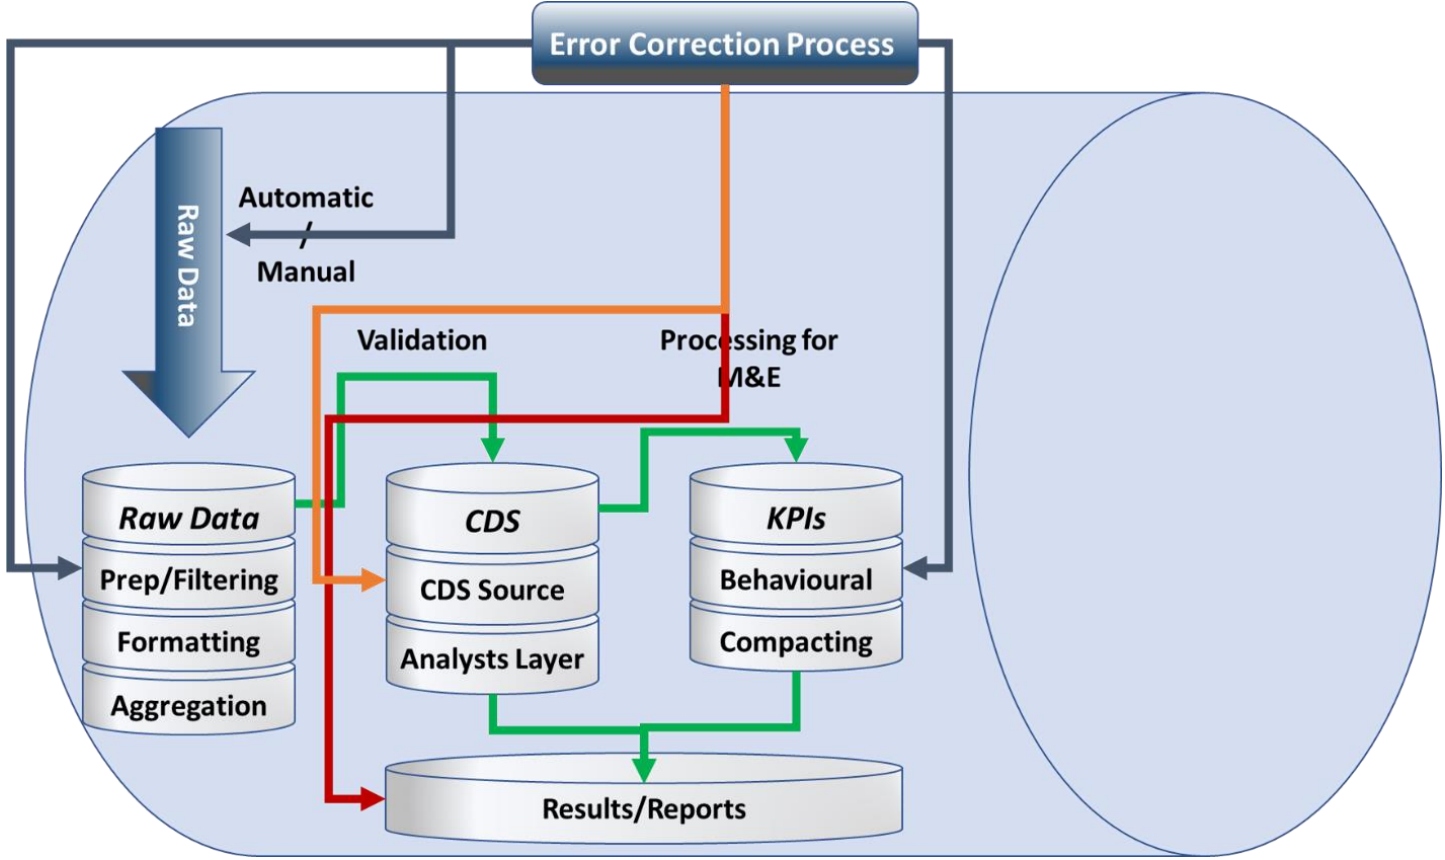 Error Correction Process
Raw Data
Automatic
/
Manual
Validation
Processing for
M&E
Raw Data
Prep/Filtering
Formatting
Aggregation
CDS
CDS Source
Analysts Layer
KPIs
Behavioural
Compacting
Results/Reports